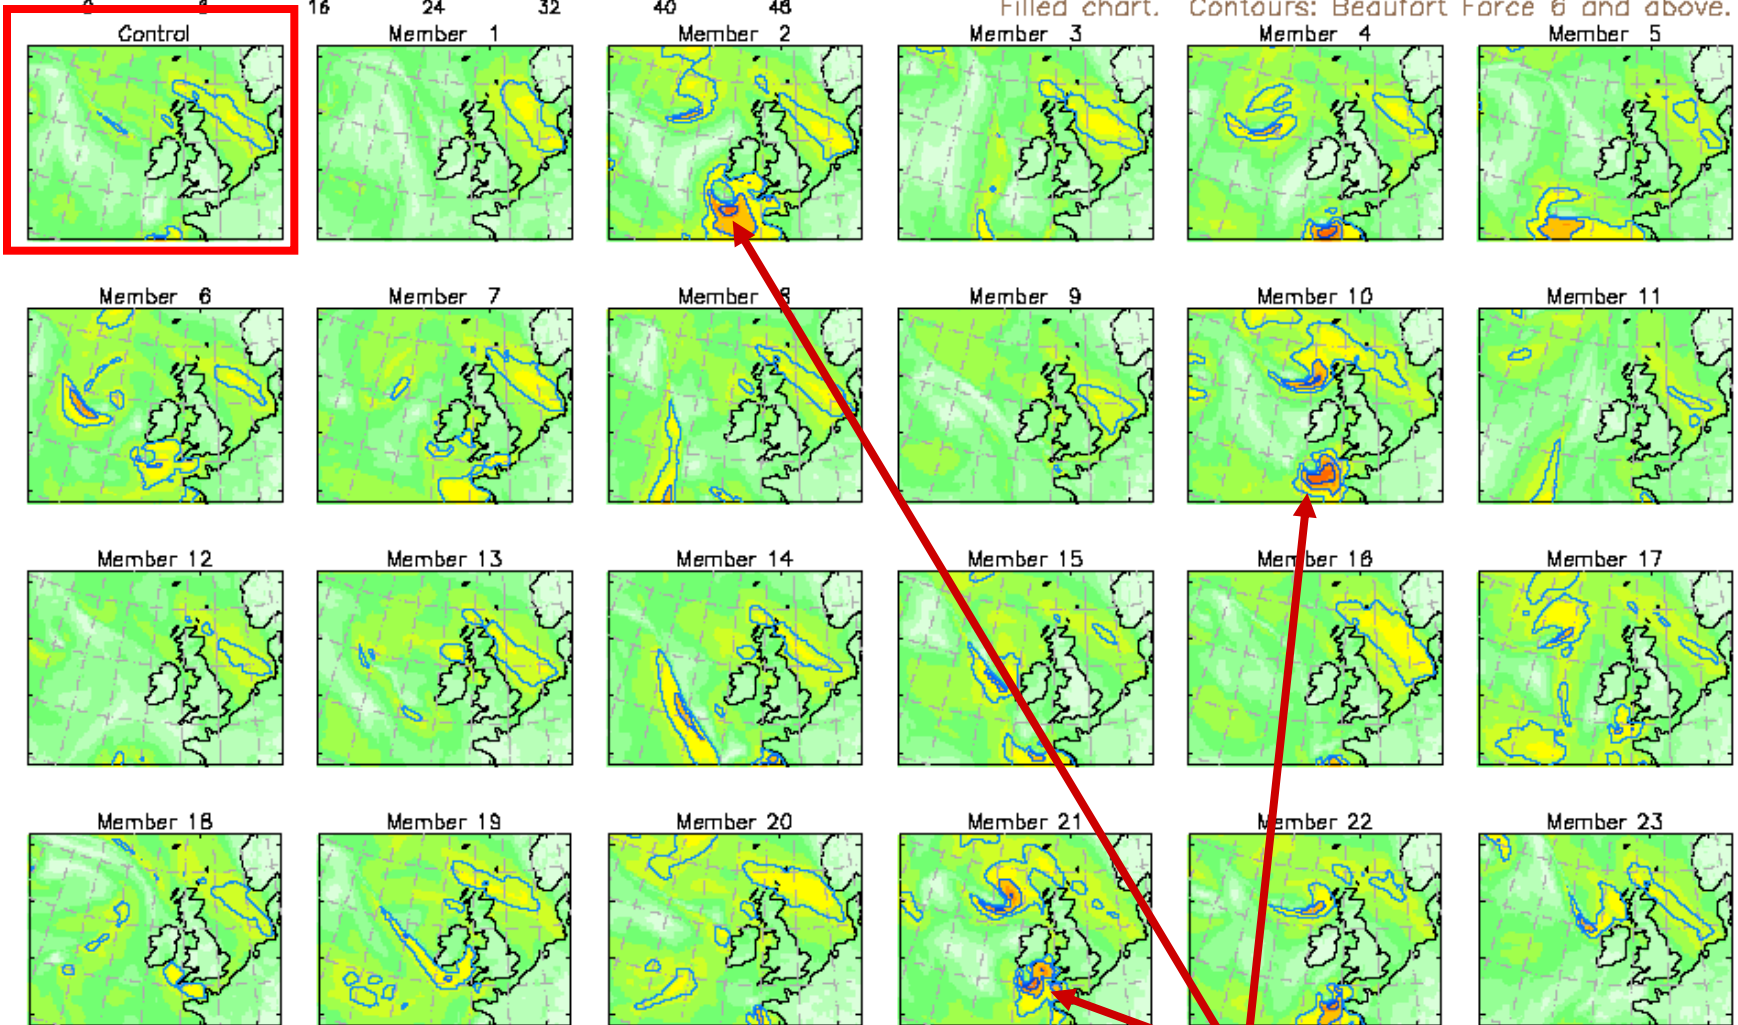 16 24 32 40 48
Filled chart. Contours: Beaufort Force 6 and above.
Control Member 1 Member 2 Member 3 Member 4 Member 5
Member 6 Member 7 Member 8 Member 9 Member 10 Member 11
Member 12 Member 13 Member 14 Member 15 Member 16 Member 17
Member 18 Member 19 Member 20 Member 21 Member 22 Member 23